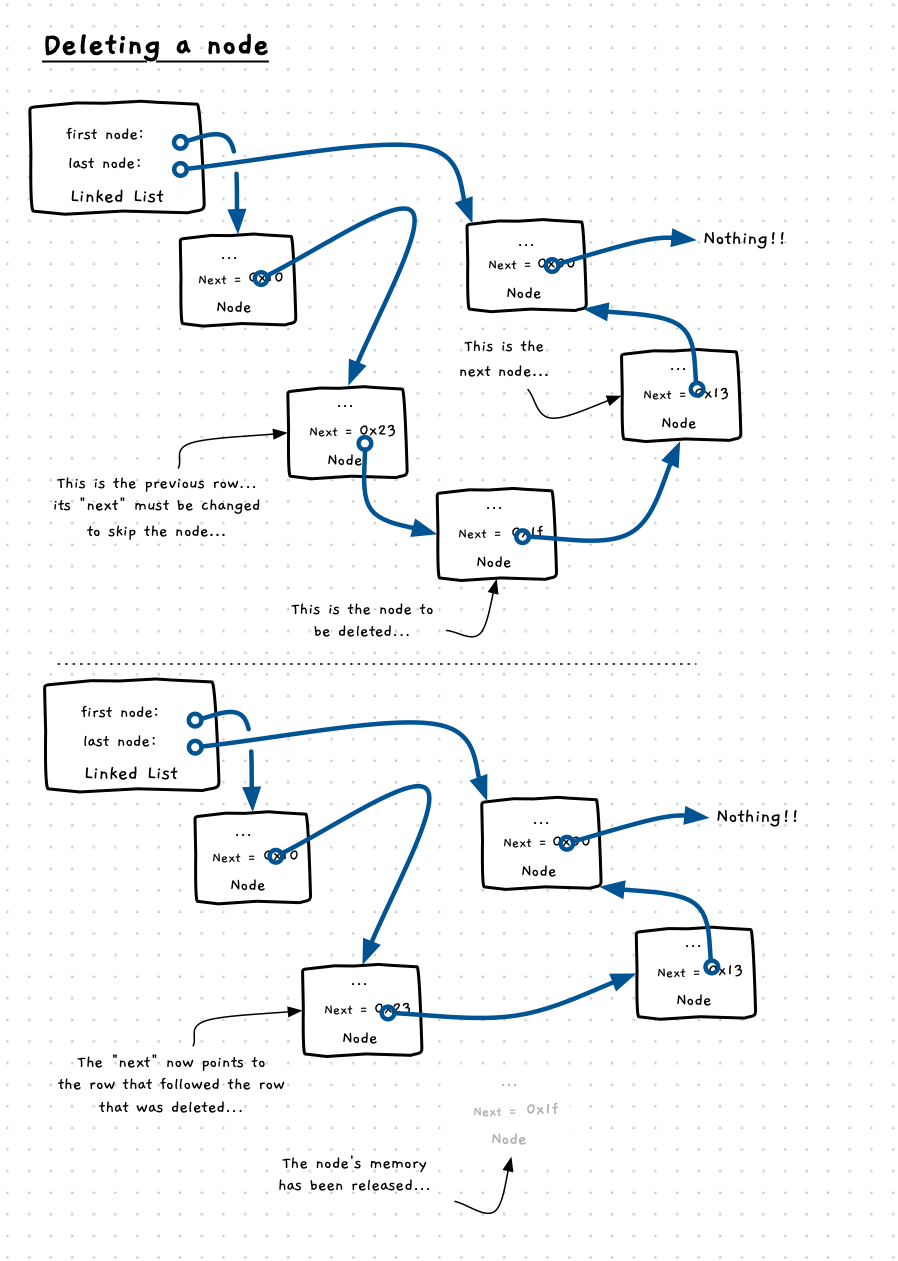 Deleting a node
first node:
last node:
Linked List
...
Next =
Node
...
Next =
Node
Nothing!!
This is the
next node...
...
Next = 0x13
Node
...
Next = 0x23
Node
This is the previous row...
its "next" must be changed
to skip the node...
...
Next = 0x1f
Node
This is the node to
be deleted...
first node:
last node:
Linked List
...
Next =
Node
...
Next =
Node
Nothing!!
...
Next = 0x13
Node
...
Next = 0x23
Node
The "next" now points to
the row that followed the row
that was deleted...
...
Next = 0x1f
Node
The node's memory
has been released...